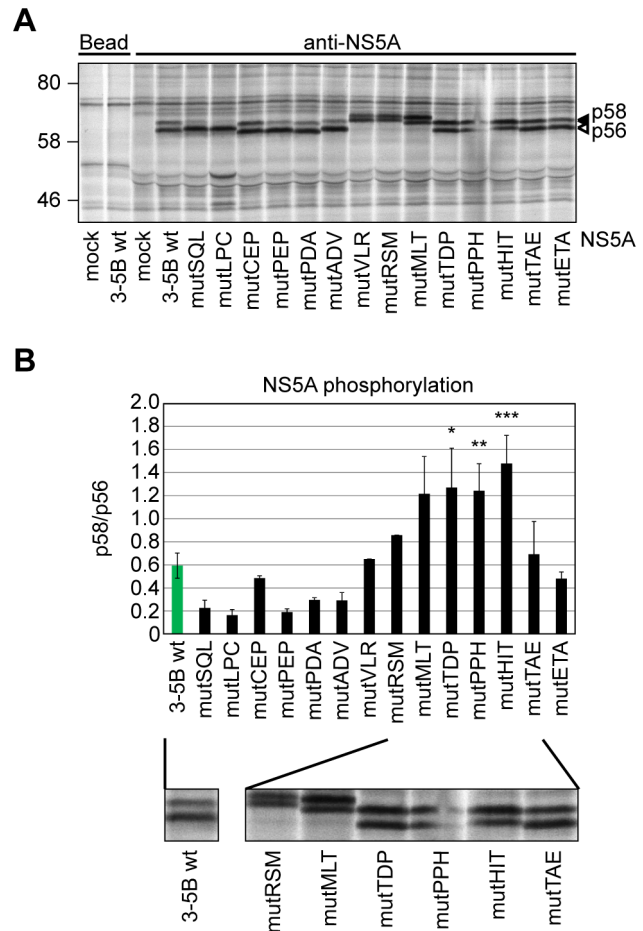 A
Bead anti-NS5A
80
58
46
p58
p56
NS5A
mock
3-5B wt
mock
3-5B wt
mutSQL
mutLPC
mutCEP
mutPEP
mutPDA
mutADV
mutVLR
mutRSM
mutMLT
mutTDP
mutPPH
mutHIT
mutTAE
mutETA
B
NS5A phosphorylation
p58/p56
2.0
1.8
1.6
1.4
1.2
1.0
0.8
0.6
0.4
0.2
0
* ** ***
3-5B wt
mutSQL
mutLPC
mutCEP
mutPEP
mutPDA
mutADV
mutVLR
mutRSM
mutMLT
mutTDP
mutPPH
mutHIT
mutTAE
mutETA
3-5B wt
mutRSM
mutMLT
mutTDP
mutPPH
mutHIT
mutTAE